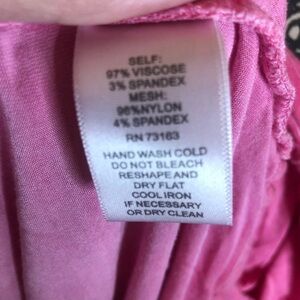 SELF:
97% VISCOSE
3% SPANDEX
MESH:
96%NYLON
4% SPANDEX
RN 73163
HAND WASH COLD
DO NOT BLEACH
RESHAPE AND
DRY FLAT
COOL IRON
IF NECESSARY
OR DRY CLEAN